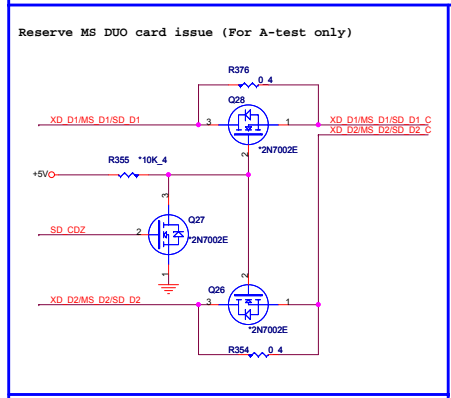 Reserve MS DUO card issue (For A-test only)
R376
0_4
Q28
XD_D1/MS_D1/SD_D1
3
1
XD_D1/MS_D1/SD_D1_C
XD_D2/MS_D2/SD_D2_C
*2N7002E
2
R355 *10K_4
+5V
3
Q27
SD_CDZ
2
*2N7002E
1
2
Q26
XD_D2/MS_D2/SD_D2
3
1
*2N7002E
R354 0_4